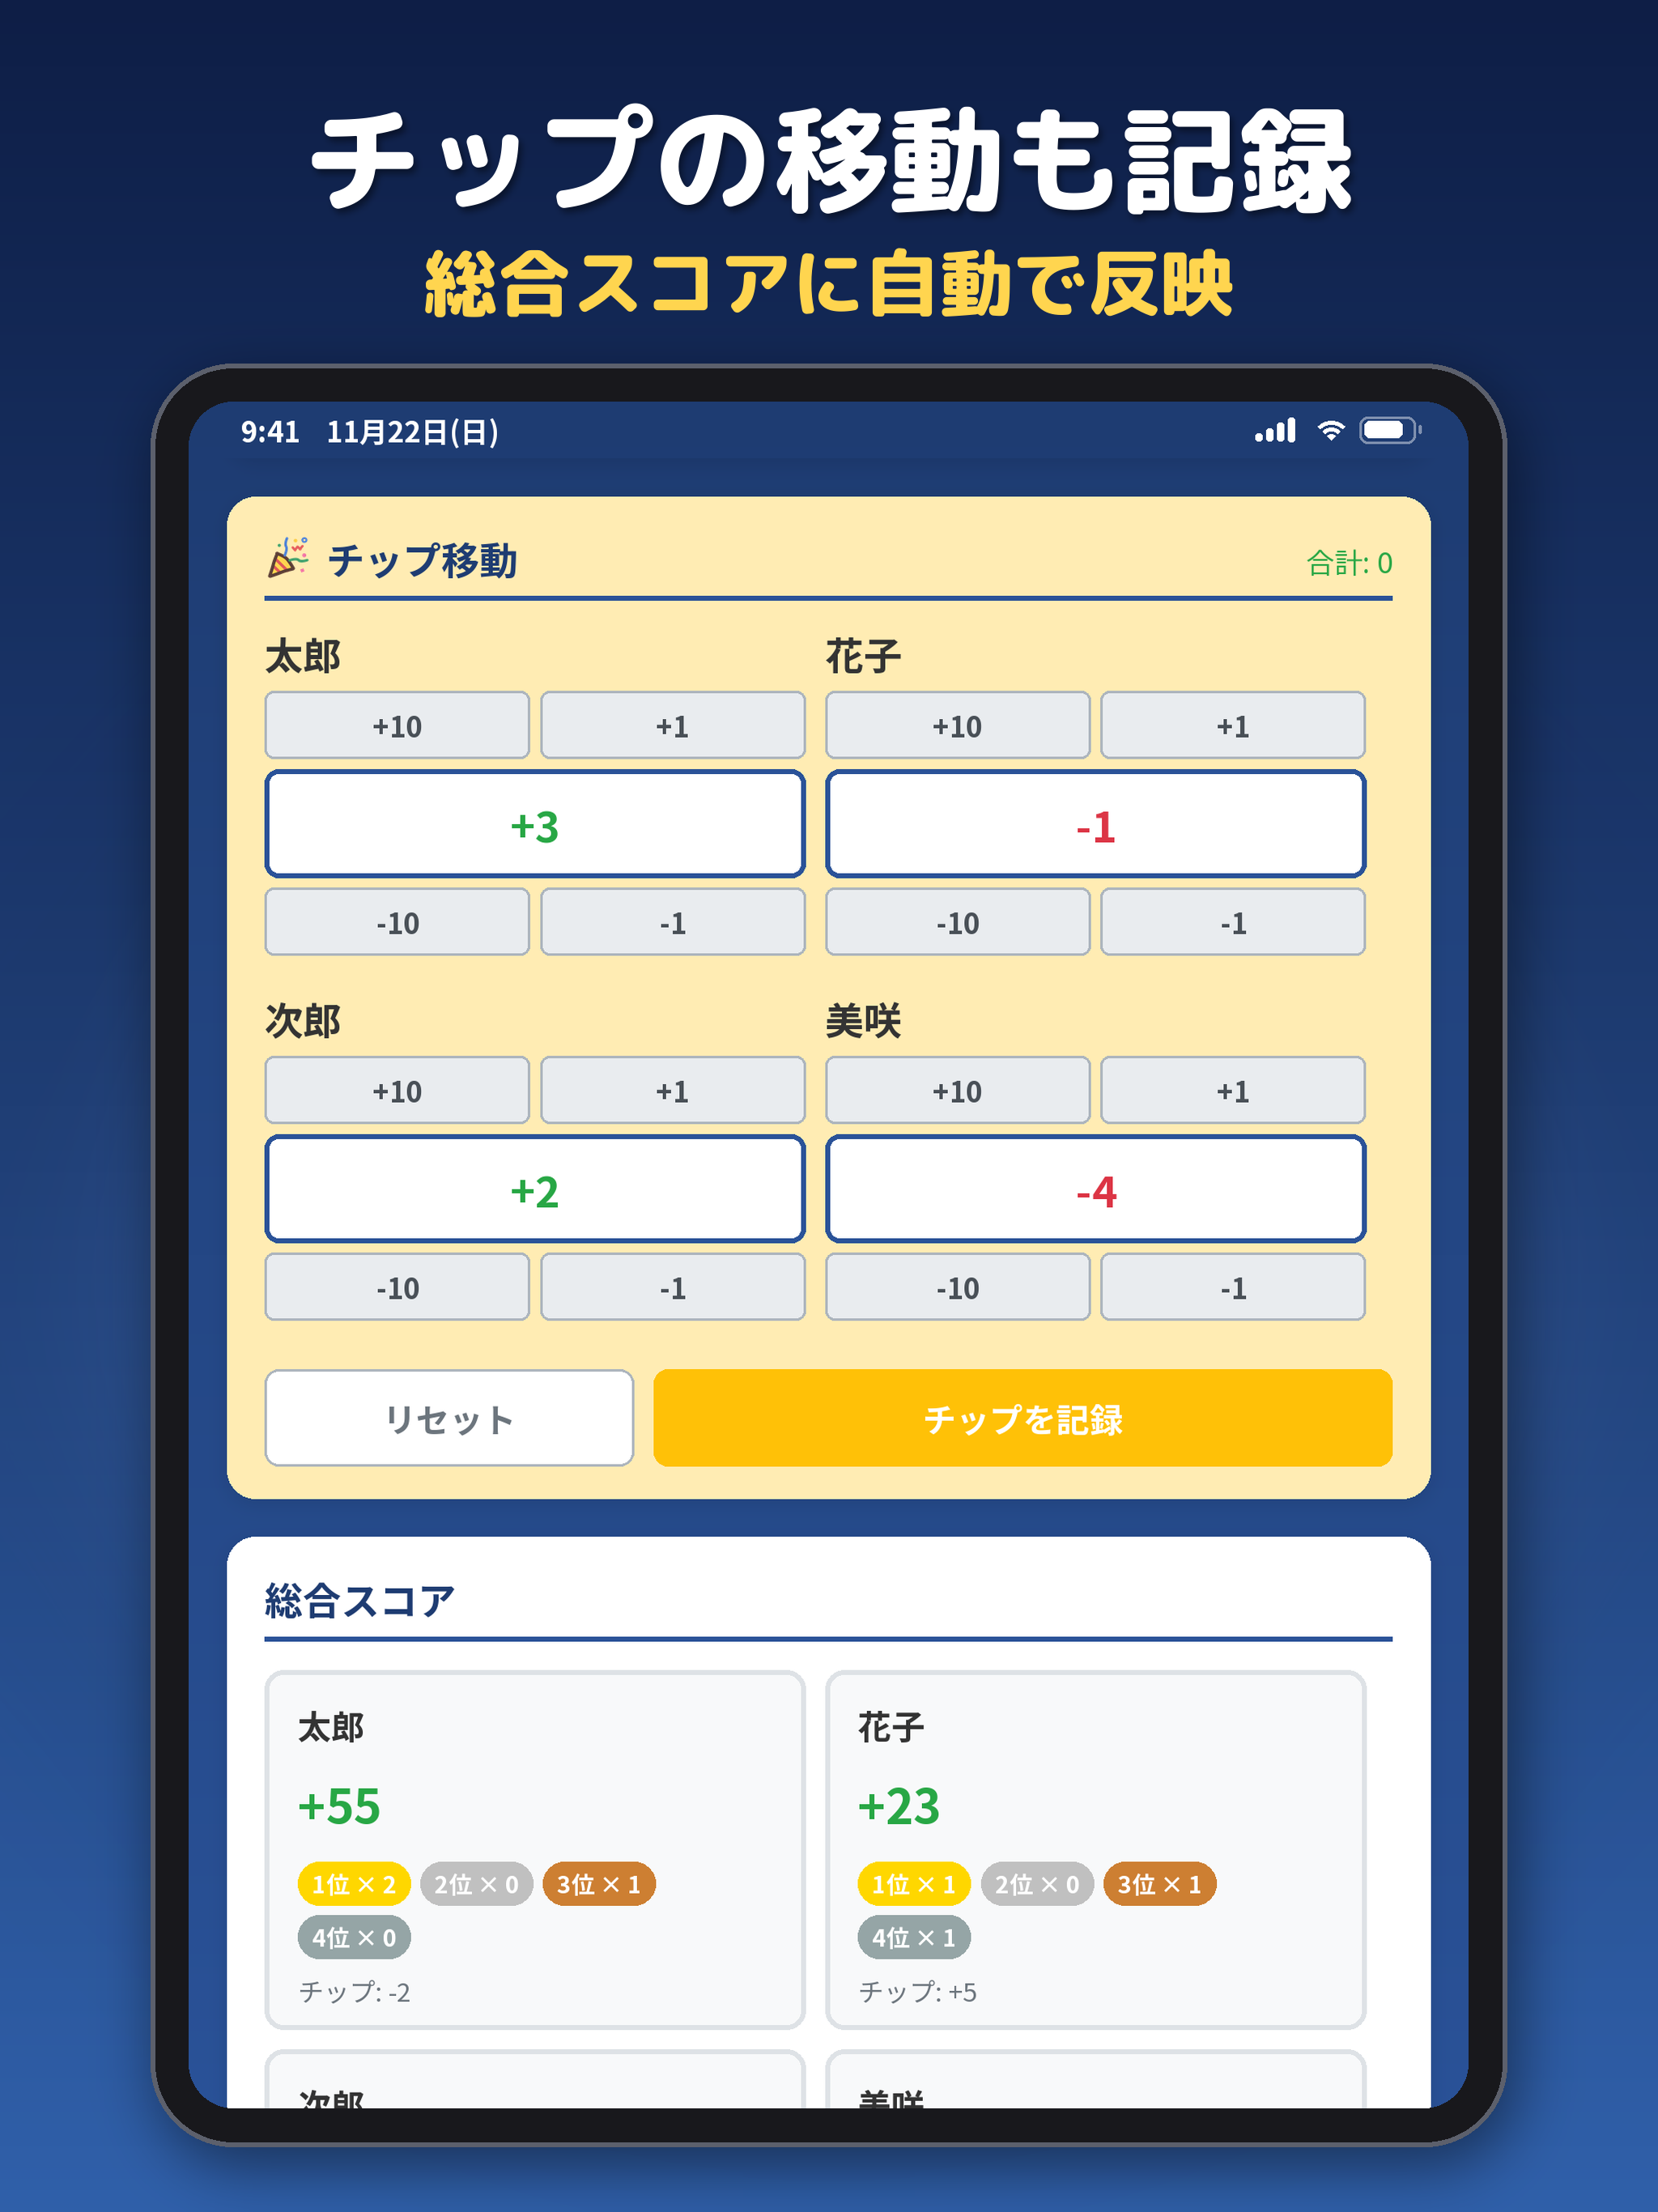 チップの移動も記録
総合スコアに自動で反映
9:41 11月22日(日)
チップ移動 合計: 0
太郎 花子
+10 +1 +10 +1
+3 -1
-10 -1 -10 -1
次郎 美咲
+10 +1 +10 +1
+2 -4
-10 -1 -10 -1
リセット チップを記録
総合スコア
太郎
+55
1位 × 2 2位 × 0 3位 × 1
4位 × 0
チップ: -2
花子
+23
1位 × 1 2位 × 0 3位 × 1
4位 × 1
チップ: +5
次郎 美咲